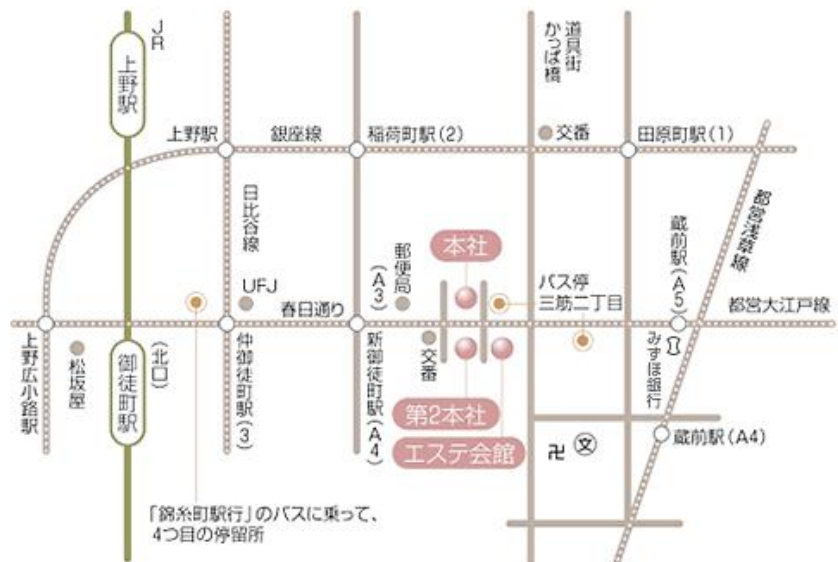 JR
上野駅
道具街
かっぱ橋
上野駅
銀座線
稲荷町駅(2)
交番
田原町駅(1)
日比谷線
都営浅草線
本社
郵便局
(A3)
蔵前駅(A5)
UFJ
バス停
三筋二丁目
春日通り
都営大江戸線
上野広小路駅
松坂屋
御徒町駅
(北口)
仲御徒町駅(3)
新御徒町駅(A4)
交番
みずほ銀行
第2本社
エステ会館
卍
文
蔵前駅(A4)
「錦糸町駅行」のバスに乗って、
4つ目の停留所